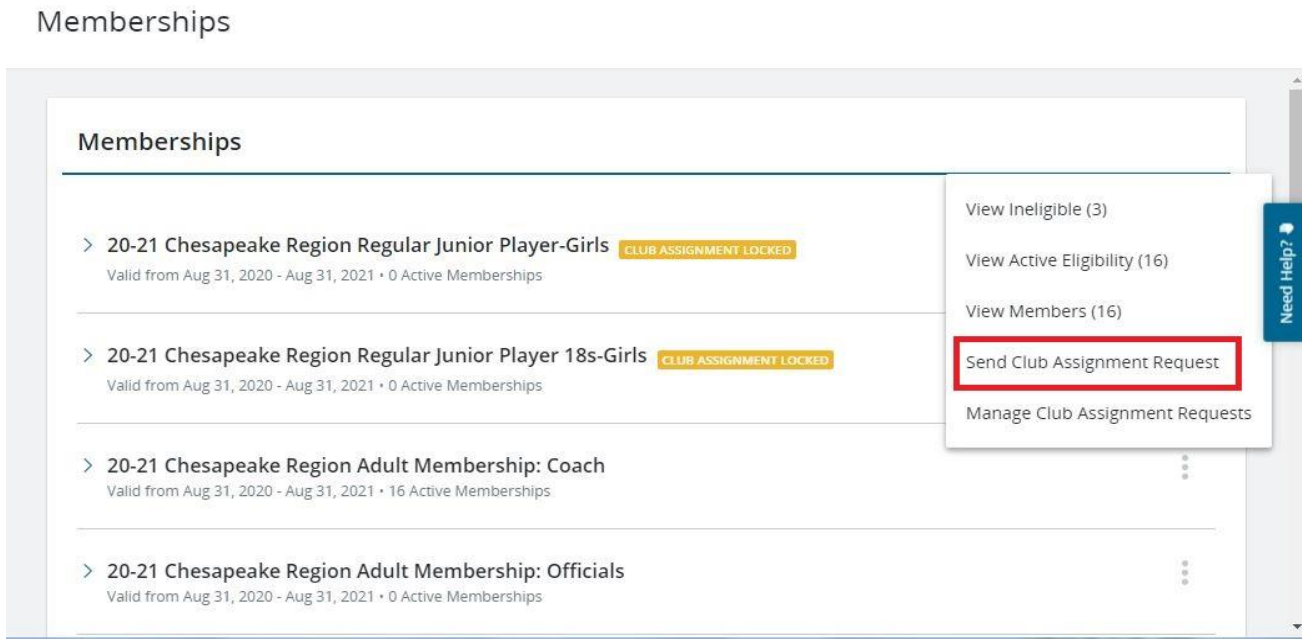 Memberships
Memberships
20-21 Chesapeake Region Regular Junior Player-Girls CLUB ASSIGNMENT LOCKED
Valid from Aug 31, 2020 - Aug 31, 2021 • 0 Active Memberships
20-21 Chesapeake Region Regular Junior Player 18s-Girls CLUB ASSIGNMENT LOCKED
Valid from Aug 31, 2020 - Aug 31, 2021 • 0 Active Memberships
20-21 Chesapeake Region Adult Membership: Coach
Valid from Aug 31, 2020 - Aug 31, 2021 • 16 Active Memberships
20-21 Chesapeake Region Adult Membership: Officials
Valid from Aug 31, 2020 - Aug 31, 2021 • 0 Active Memberships
View Ineligible (3)
View Active Eligibility (16)
View Members (16)
Send Club Assignment Request
Manage Club Assignment Requests
Need Help?